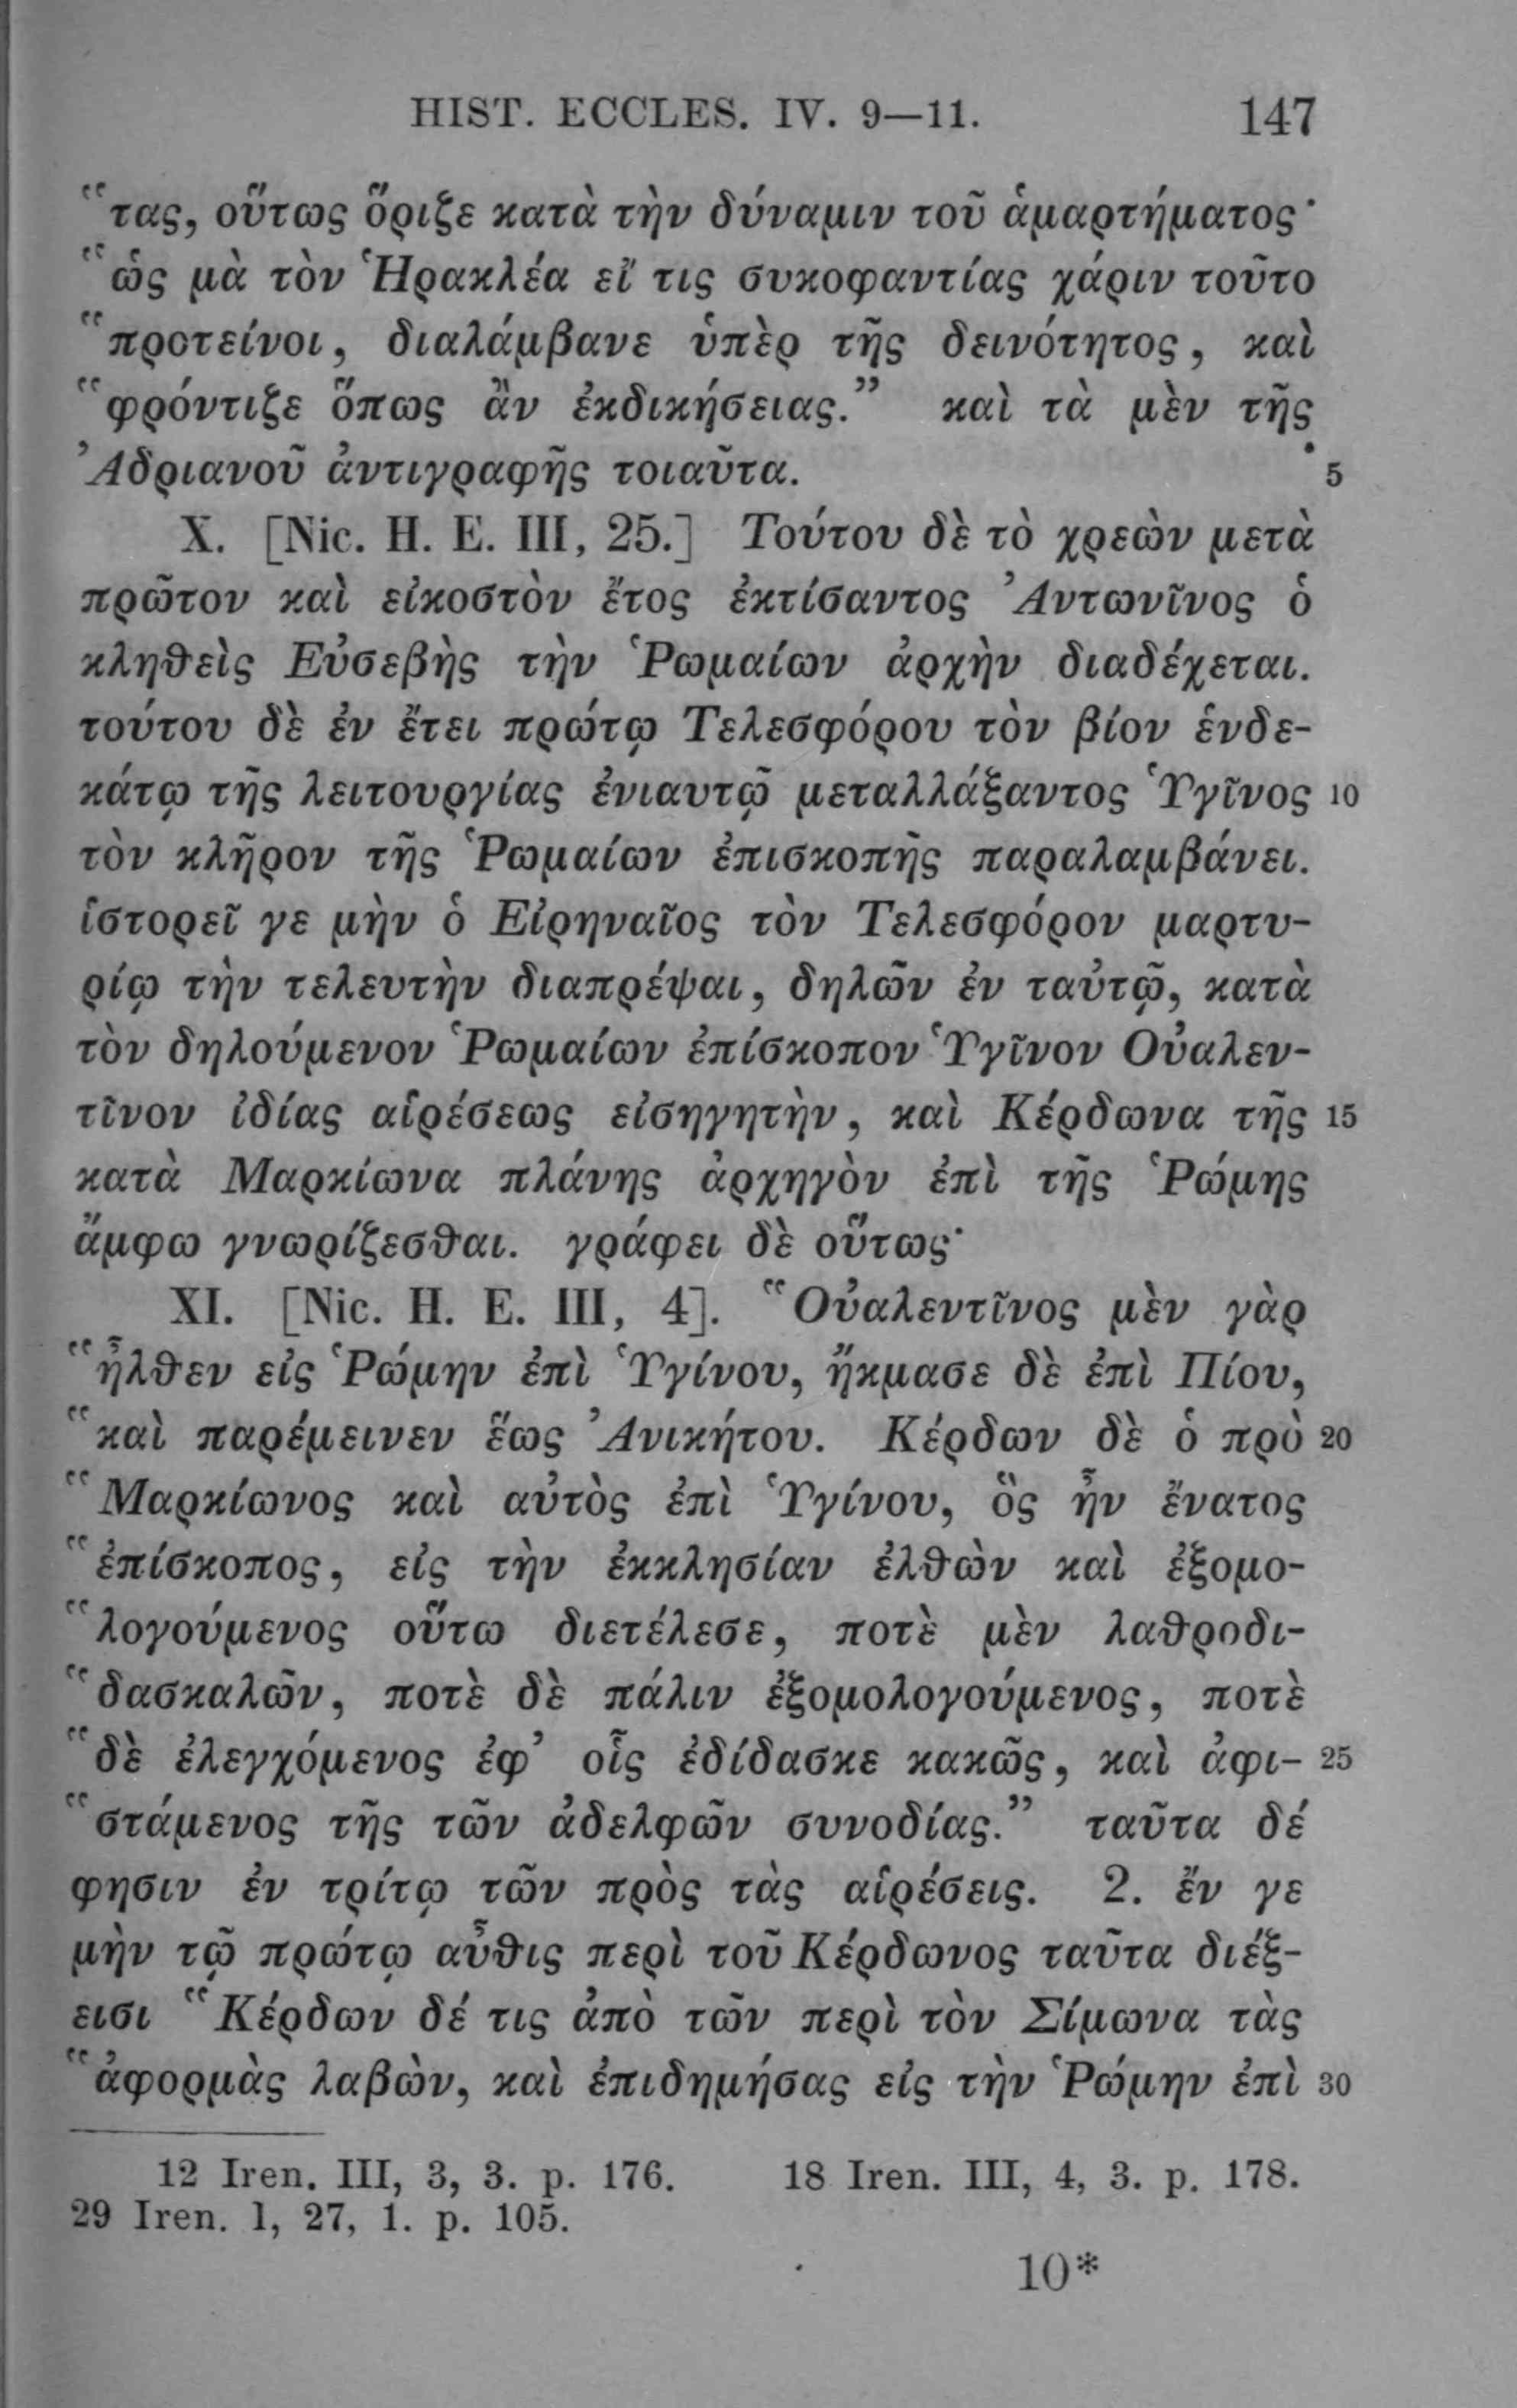 HIST. ECCLES. IV. 9—11. 147
“τας, οὕτως ὅριζε κατὰ τὴν δύναμιν τοῦ ἁμαρτήματος·
“ὡς μὰ τὸν Ἡρακλέα εἴ τις συκοφαντίας χάριν τοῦτο
“προτείνοι, διαλάμβανε ὑπὲρ τῆς δεινότητος, καὶ
“φρόντιζε ὅπως ἂν ἐκδικήσειας.” καὶ τὰ μὲν τῆς
Ἀδριανοῦ ἀντιγραφῆς τοιαῦτα. 5
X. [Nic. H. E. III, 25.] Τούτου δὲ τὸ χρεὼν μετὰ
πρῶτον καὶ εἰκοστὸν ἔτος ἐκτίσαντος Ἀντωνῖνος ὁ
κληθεὶς Εὐσεβὴς τὴν Ῥωμαίων ἀρχὴν διαδέχεται.
τούτου δὲ ἐν ἔτει πρώτῳ Τελεσφόρου τὸν βίον ἑνδε-
κάτῳ τῆς λειτουργίας ἐνιαυτῷ μεταλλάξαντος Ὑγῖνος 10
τὸν κλῆρον τῆς Ῥωμαίων ἐπισκοπῆς παραλαμβάνει.
ἱστορεῖ γε μὴν ὁ Εἰρηναῖος τὸν Τελεσφόρον μαρτυ-
ρίῳ τὴν τελευτὴν διαπρέψαι, δηλῶν ἐν ταὐτῷ, κατὰ
τὸν δηλούμενον Ῥωμαίων ἐπίσκοπον Ὑγῖνον Οὐαλεν-
τῖνον ἰδίας αἱρέσεως εἰσηγητὴν, καὶ Κέρδωνα τῆς 15
κατὰ Μαρκίωνα πλάνης ἀρχηγὸν ἐπὶ τῆς Ῥώμης
ἄμφω γνωρίζεσθαι. γράφει δὲ οὕτως·
XI. [Nic. H. E. III, 4]. “Οὐαλεντῖνος μὲν γὰρ
“ἦλθεν εἰς Ῥώμην ἐπὶ Ὑγίνου, ἤκμασε δὲ ἐπὶ Πίου,
“καὶ παρέμεινεν ἕως Ἀνικήτου. Κέρδων δὲ ὁ πρὸ 20
“Μαρκίωνος καὶ αὐτὸς ἐπὶ Ὑγίνου, ὃς ἦν ἔνατος
“ἐπίσκοπος, εἰς τὴν ἐκκλησίαν ἐλθὼν καὶ ἐξομο-
“λογούμενος οὕτω διετέλεσε, ποτὲ μὲν λαθροδι-
“δασκαλῶν, ποτὲ δὲ πάλιν ἐξομολογούμενος, ποτὲ
“δὲ ἐλεγχόμενος ἐφ’ οἷς ἐδίδασκε κακῶς, καὶ ἀφι- 25
“στάμενος τῆς τῶν ἀδελφῶν συνοδίας.” ταῦτα δέ
φησιν ἐν τρίτῳ τῶν πρὸς τὰς αἱρέσεις. 2. ἔν γε
μὴν τῷ πρώτῳ αὖθις περὶ τοῦ Κέρδωνος ταῦτα διέξ-
εισι “Κέρδων δέ τις ἀπὸ τῶν περὶ τὸν Σίμωνα τὰς
“ἀφορμὰς λαβὼν, καὶ ἐπιδημήσας εἰς τὴν Ῥώμην ἐπὶ 30
12 Iren. III, 3, 3. p. 176. 18 Iren. III, 4, 3. p. 178.
29 Iren. 1, 27, 1. p. 105.
10*